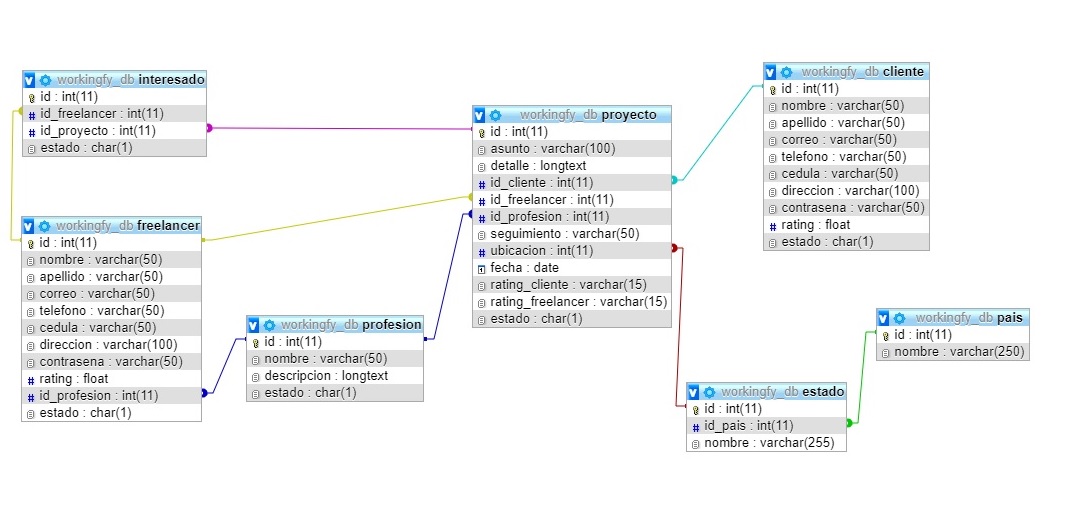 workingfy_db interesado
id : int(11)
id_freelancer : int(11)
id_proyecto : int(11)
estado : char(1)
workingfy_db freelancer
id : int(11)
nombre : varchar(50)
apellido : varchar(50)
correo : varchar(50)
telefono : varchar(50)
cedula : varchar(50)
direccion : varchar(100)
contrasena : varchar(50)
rating : float
id_profesion : int(11)
estado : char(1)
workingfy_db profesion
id : int(11)
nombre : varchar(50)
descripcion : longtext
estado : char(1)
workingfy_db proyecto
id : int(11)
asunto : varchar(100)
detalle : longtext
id_cliente : int(11)
id_freelancer : int(11)
id_profesion : int(11)
seguimiento : varchar(50)
ubicacion : int(11)
fecha : date
rating_cliente : varchar(15)
rating_freelancer : varchar(15)
estado : char(1)
workingfy_db cliente
id : int(11)
nombre : varchar(50)
apellido : varchar(50)
correo : varchar(50)
telefono : varchar(50)
cedula : varchar(50)
direccion : varchar(100)
contrasena : varchar(50)
rating : float
estado : char(1)
workingfy_db estado
id : int(11)
id_pais : int(11)
nombre : varchar(255)
workingfy_db pais
id : int(11)
nombre : varchar(250)